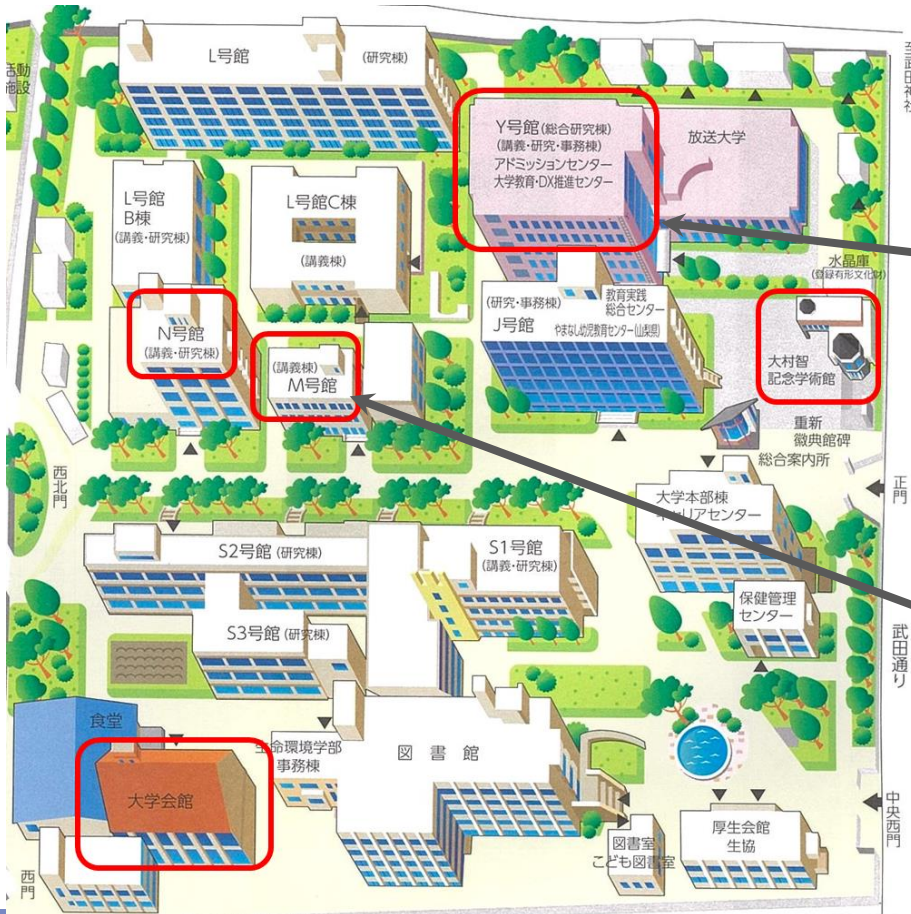 L号館
(研究棟)
活動
施設
至武田神社
Y号館(総合研究棟)
(講義・研究・事務棟)
アドミッションセンター
大学教育・DX推進センター
放送大学
L号館
B棟
(講義・研究棟)
L号館C棟
(講義棟)
水晶庫
(登録有形文化財)
(研究・事務棟)
J号館
教育実践
総合センター
やまなし幼児教育センター(山梨県)
N号館
(講義・研究棟)
(講義棟)
M号館
大村智
記念学術館
重新
徽典館碑
総合案内所
西北門
大学本部棟
キャリアセンター
正門
S2号館(研究棟)
S1号館
(講義・研究棟)
保健管理
センター
S3号館(研究棟)
武田通り
食堂
生命環境学部
事務棟
図書館
大学会館
中央西門
厚生会館
生協
図書室
こども図書室
西門